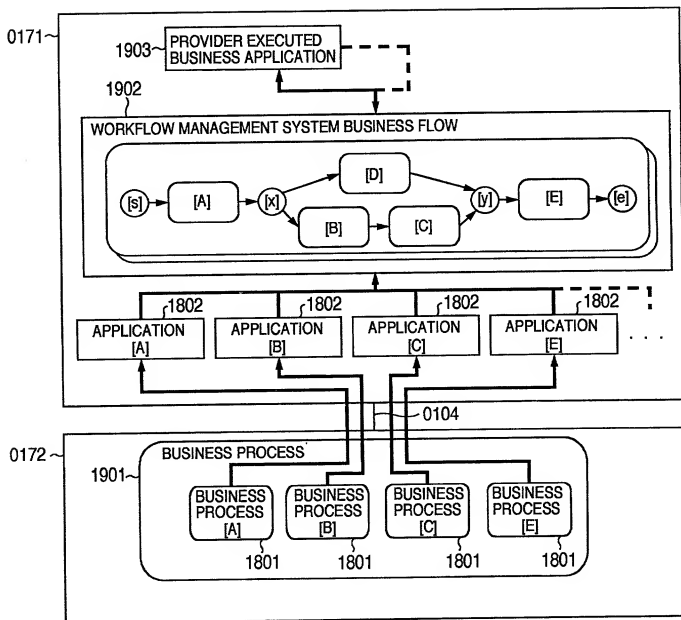 0171
1903
PROVIDER EXECUTED
BUSINESS APPLICATION
1902
WORKFLOW MANAGEMENT SYSTEM BUSINESS FLOW
[s]
[A]
[x]
[D]
[B]
[C]
[y]
[E]
[e]
1802
1802
1802
1802
APPLICATION
[A]
APPLICATION
[B]
APPLICATION
[C]
APPLICATION
[E]
. . .
0104
0172
1901
BUSINESS PROCESS
BUSINESS
PROCESS
[A]
BUSINESS
PROCESS
[B]
BUSINESS
PROCESS
[C]
BUSINESS
PROCESS
[E]
1801
1801
1801
1801